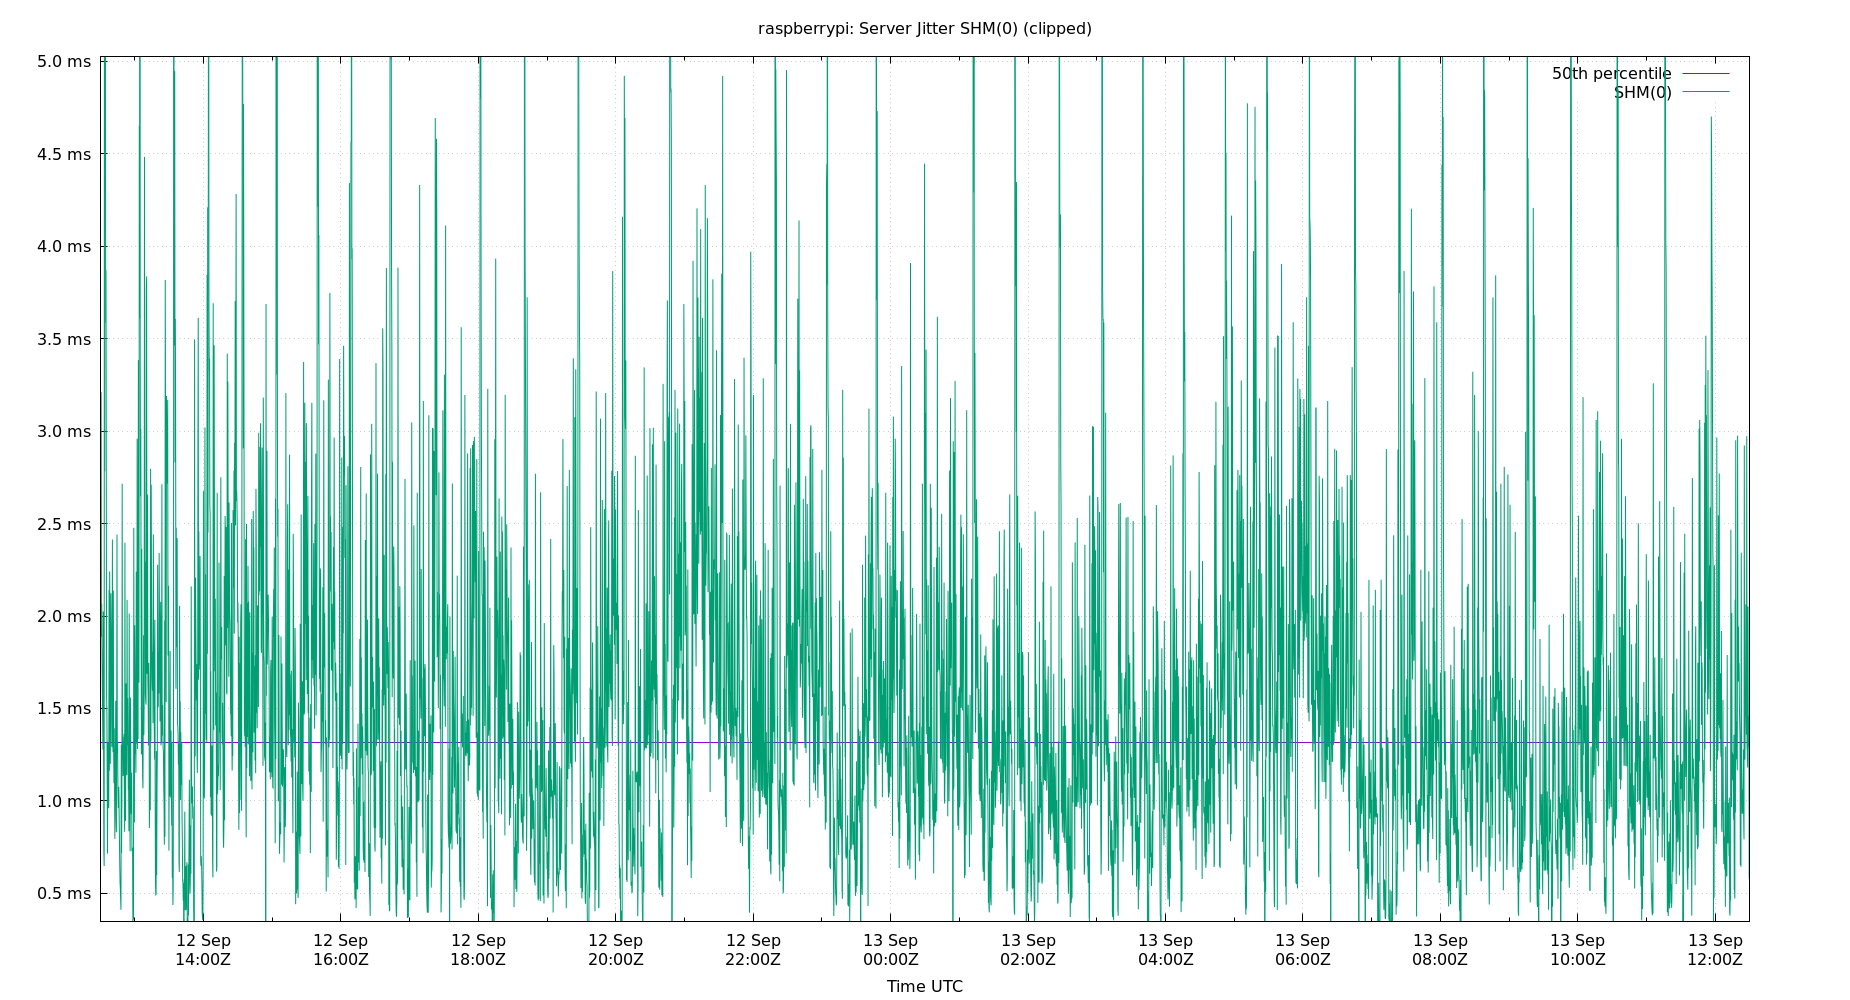 raspberrypi: Server Jitter SHM(0) (clipped)
5.0 ms
50th percentile
SHM(0)
4.5 ms
4.0 ms
3.5 ms
3.0 ms
2.5 ms
2.0 ms
1.5 ms
1.0 ms
0.5 ms
12 Sep 12 Sep 12 Sep 12 Sep 12 Sep 13 Sep 13 Sep 13 Sep 13 Sep 13 Sep 13 Sep 13 Sep
14:00Z 16:00Z 18:00Z 20:00Z 22:00Z 00:00Z 02:00Z 04:00Z 06:00Z 08:00Z 10:00Z 12:00Z
Time UTC